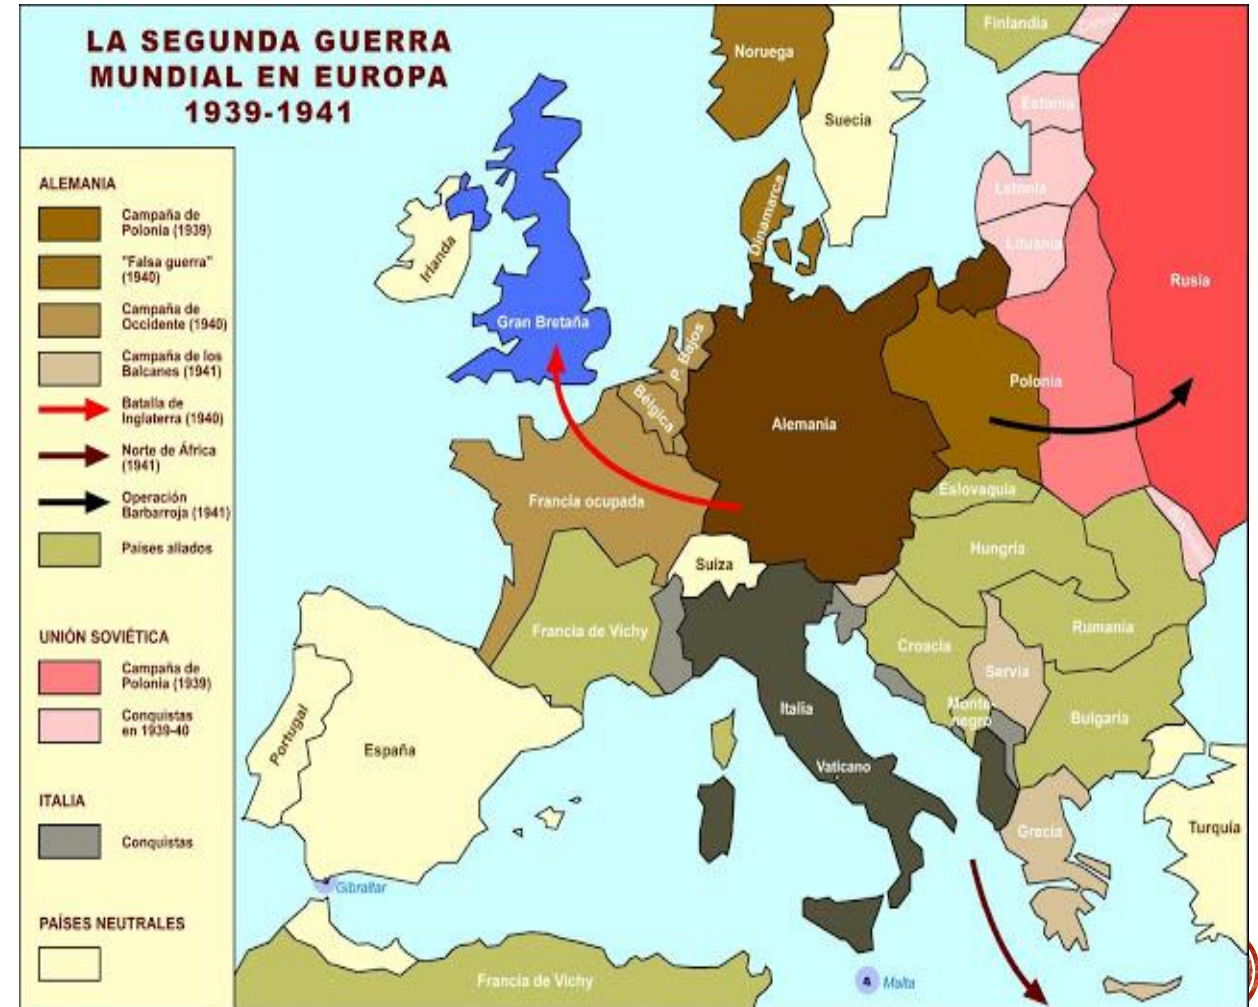 LA SEGUNDA GUERRA
MUNDIAL EN EUROPA
1939-1941
ALEMANIA
Campaña de
Polonia (1939)
"Falsa guerra"
(1940)
Campaña de
Occidente (1940)
Campaña de los
Balcanes (1941)
Batalla de
Inglaterra (1940)
Norte de África
(1941)
Operación
Barbarroja (1941)
Países aliados
UNIÓN SOVIÉTICA
Campaña de
Polonia (1939)
Conquistas
en 1939-40
ITALIA
Conquistas
PAÍSES NEUTRALES
Finlandia
Noruega
Suecia
Estonia
Letonia
Lituania
Dinamarca
Irlanda
Gran Bretaña
Rusia
P. Bajos
Bélgica
Polonia
Alemania
Eslovaquia
Francia ocupada
Hungría
Suiza
Francia de Vichy
Croacia
Rumanía
Servia
Monte
negro
Bulgaria
Italia
Portugal
España
Vaticano
Grecia
Turquía
Gibraltar
Francia de Vichy
Malta